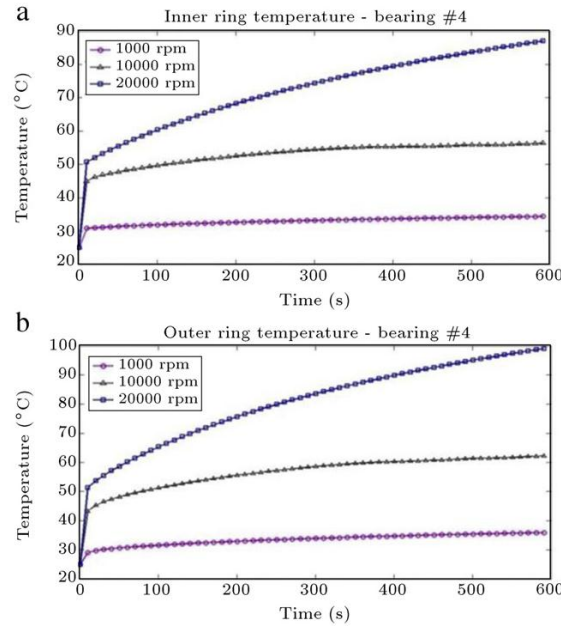 a
Inner ring temperature - bearing #4
90
80
70
60
50
40
30
20
Temperature (°C)
1000 rpm
10000 rpm
20000 rpm
0 100 200 300 400 500 600
Time (s)
b
Outer ring temperature - bearing #4
100
90
80
70
60
50
40
30
20
Temperature (°C)
1000 rpm
10000 rpm
20000 rpm
0 100 200 300 400 500 600
Time (s)